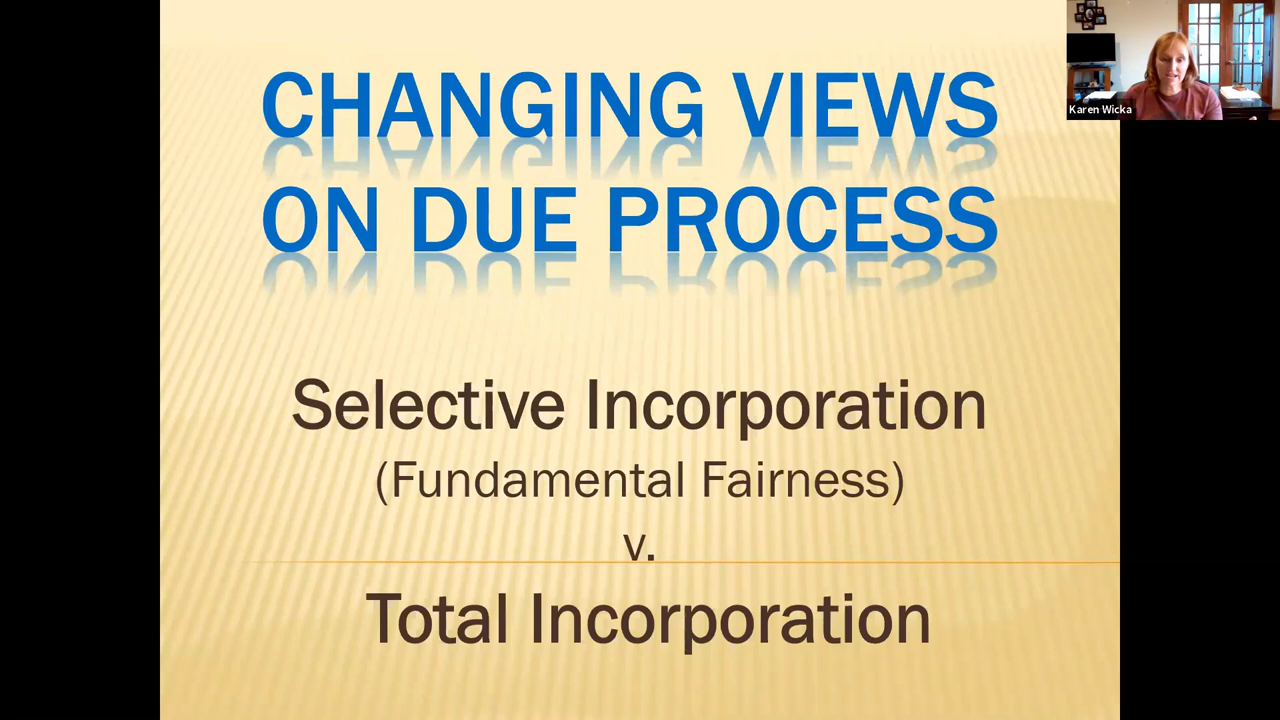 CHANGING VIEWS
ON DUE PROCESS
Selective Incorporation
(Fundamental Fairness)
v.
Total Incorporation
Karen Wicka